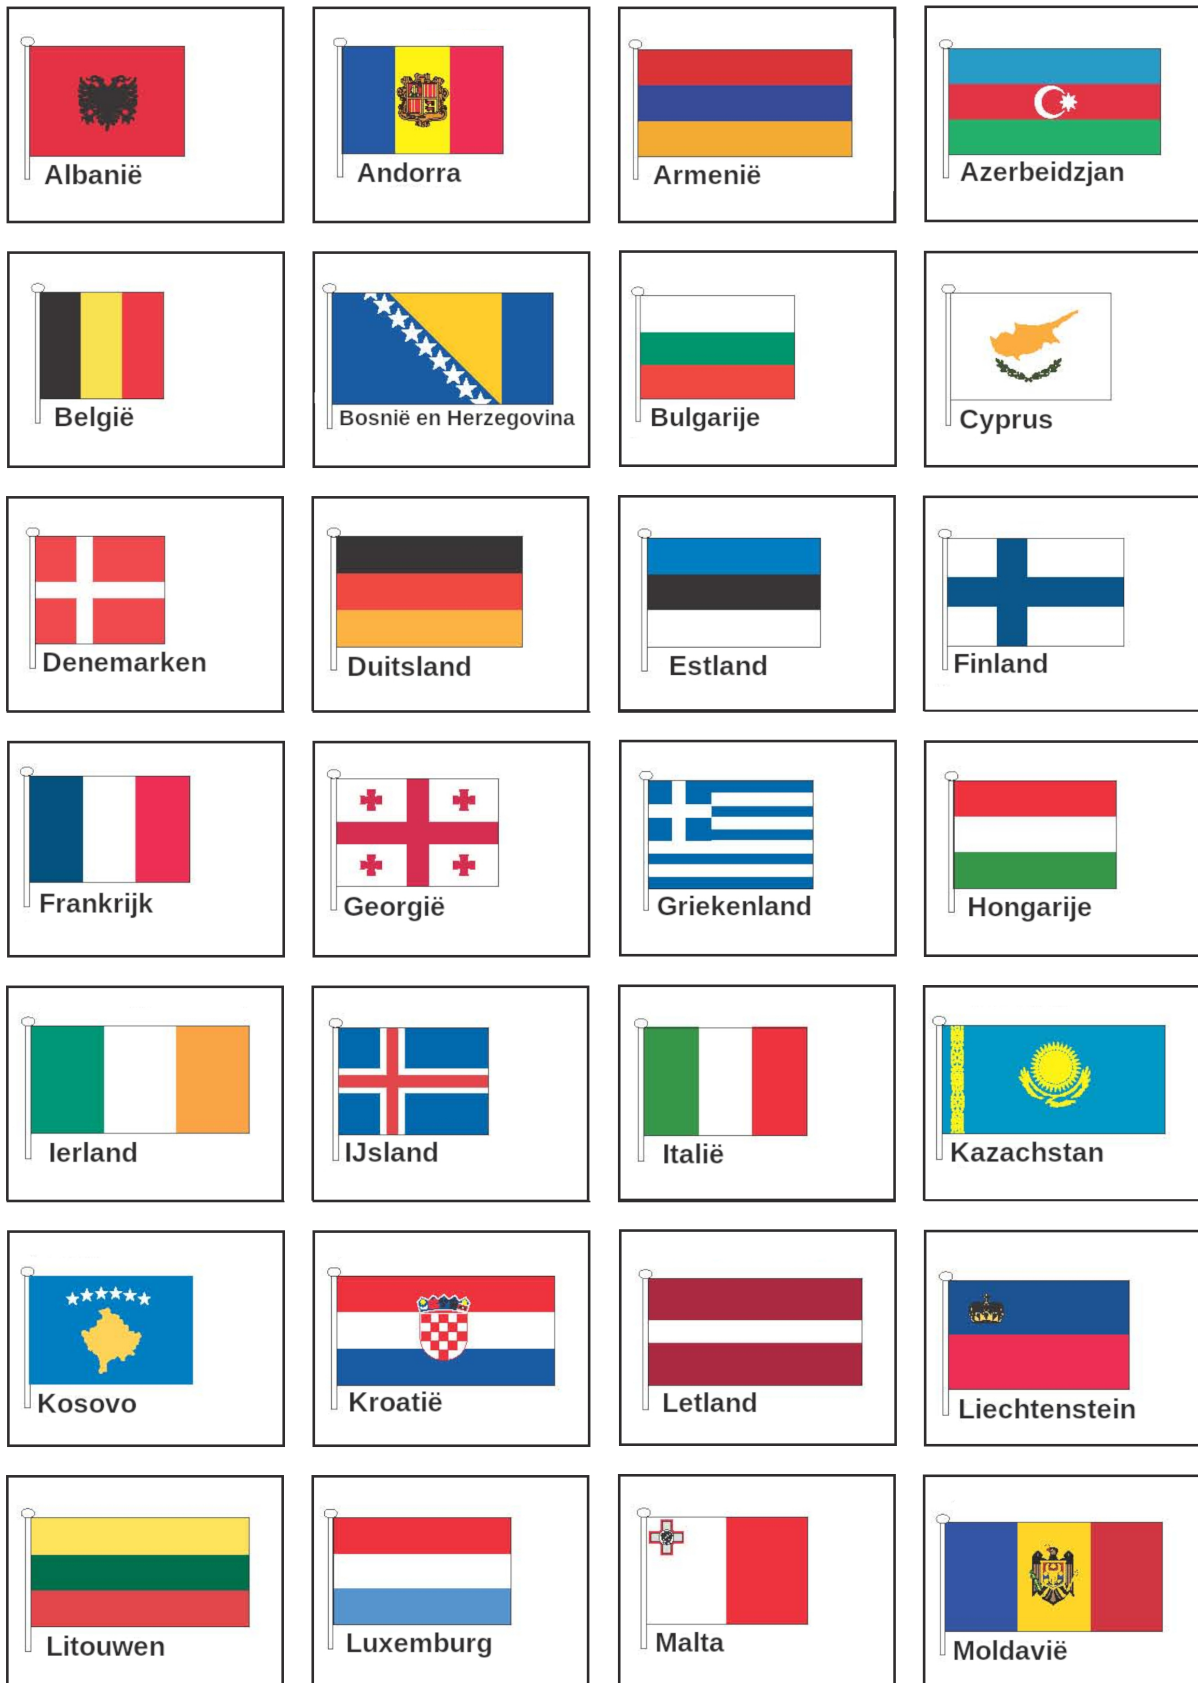 Albanië
Andorra
Armenië
Azerbeidzjan
België
Bosnië en Herzegovina
Bulgarije
Cyprus
Denemarken
Duitsland
Estland
Finland
Frankrijk
Georgië
Griekenland
Hongarije
Ierland
IJsland
Italië
Kazachstan
Kosovo
Kroatië
Letland
Liechtenstein
Litouwen
Luxemburg
Malta
Moldavië